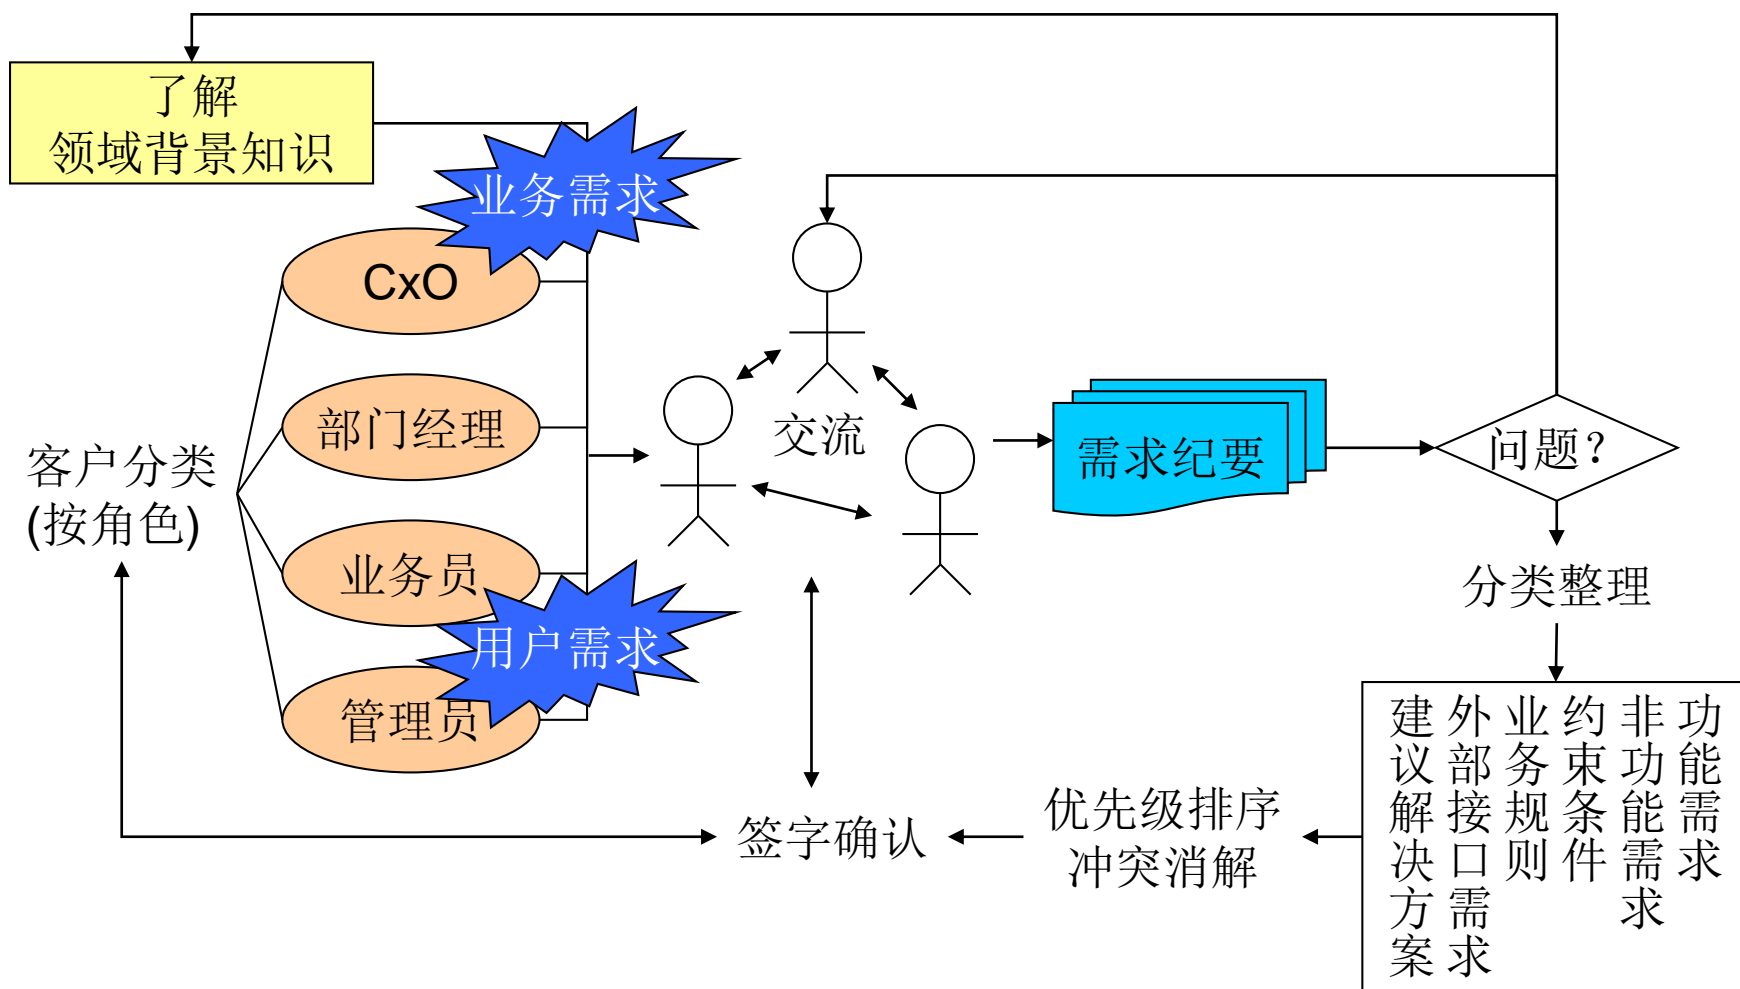 了解
领域背景知识
业务需求
CxO
部门经理
交流
需求纪要
问题?
客户分类
(按角色)
业务员
用户需求
管理员
分类整理
功能需求
非功能需求
约束条件
业务规则
外部接口需求
建议解决方案
优先级排序
冲突消解
签字确认